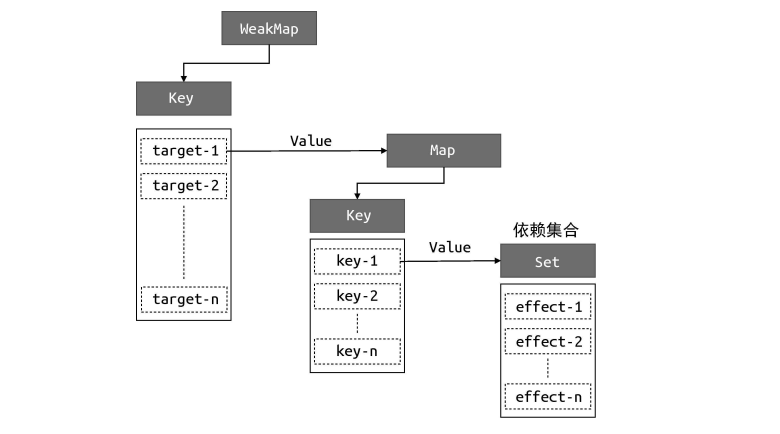 WeakMap
Key
target-1
target-2
target-n
Value
Map
Key
key-1
key-2
key-n
Value
依赖集合
Set
effect-1
effect-2
effect-n